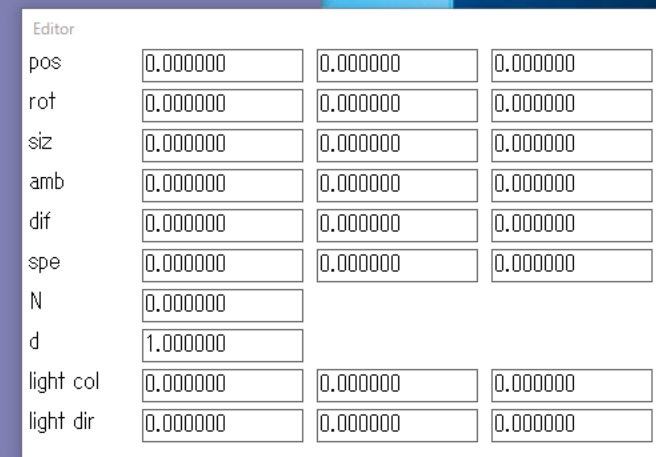 Editor
pos 0.000000 0.000000 0.000000
rot 0.000000 0.000000 0.000000
siz 0.000000 0.000000 0.000000
amb 0.000000 0.000000 0.000000
dif 0.000000 0.000000 0.000000
spe 0.000000 0.000000 0.000000
N 0.000000
d 1.000000
light col 0.000000 0.000000 0.000000
light dir 0.000000 0.000000 0.000000